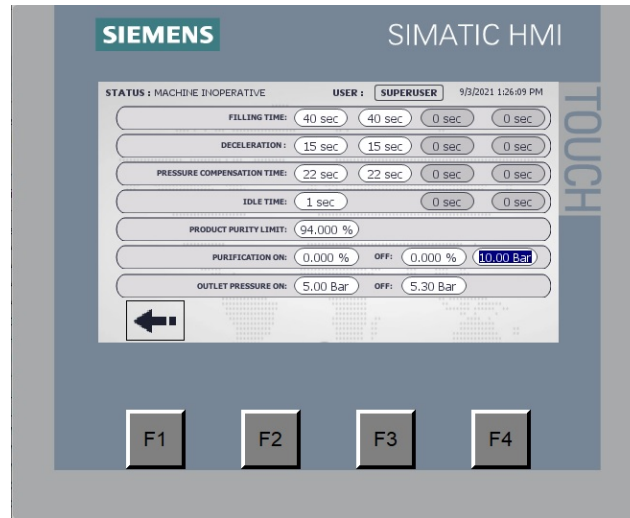 SIEMENS
SIMATIC HMI
TOUCH
STATUS : MACHINE INOPERATIVE USER : SUPERUSER 9/3/2021 1:26:09 PM
FILLING TIME: 40 sec 40 sec 0 sec 0 sec
DECELERATION : 15 sec 15 sec 0 sec 0 sec
PRESSURE COMPENSATION TIME: 22 sec 22 sec 0 sec 0 sec
IDLE TIME: 1 sec 0 sec 0 sec
PRODUCT PURITY LIMIT: 94.000 %
PURIFICATION ON: 0.000 % OFF: 0.000 % 10.00 Bar
OUTLET PRESSURE ON: 5.00 Bar OFF: 5.30 Bar
F1 F2 F3 F4